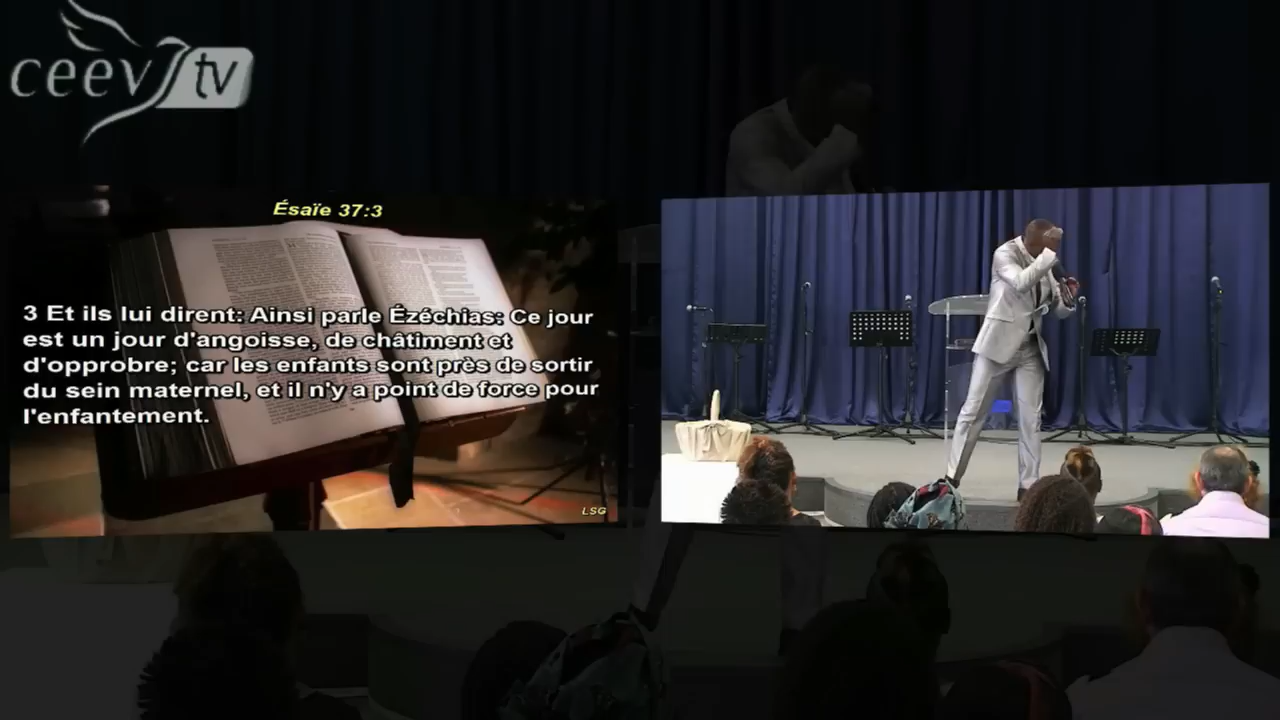 ceev tv
Ésaïe 37:3
3 Et ils lui dirent: Ainsi parle Ézéchias: Ce jour
est un jour d'angoisse, de châtiment et
d'opprobre; car les enfants sont près de sortir
du sein maternel, et il n'y a point de force pour
l'enfantement.
LSG